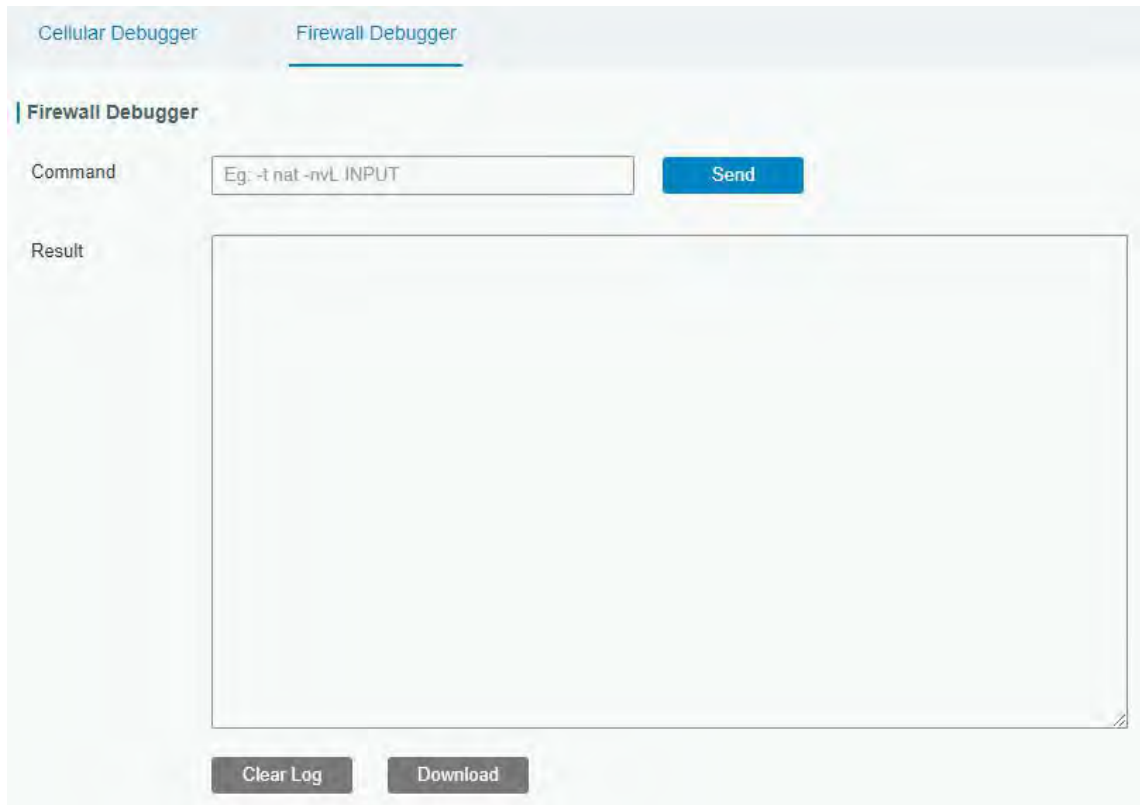 Cellular Debugger Firewall Debugger
Firewall Debugger
Command Eg: -t nat -nvL INPUT Send
Result
Clear Log Download